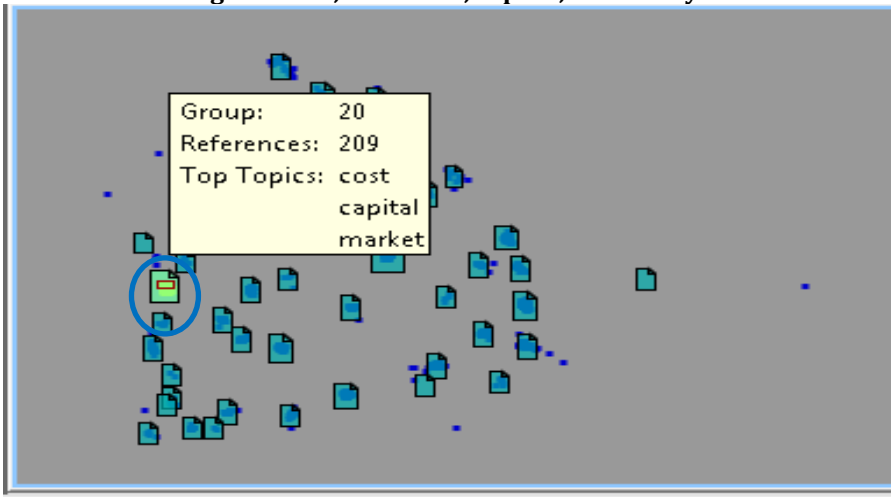 Group: 20
References: 209
Top Topics: cost
capital
market